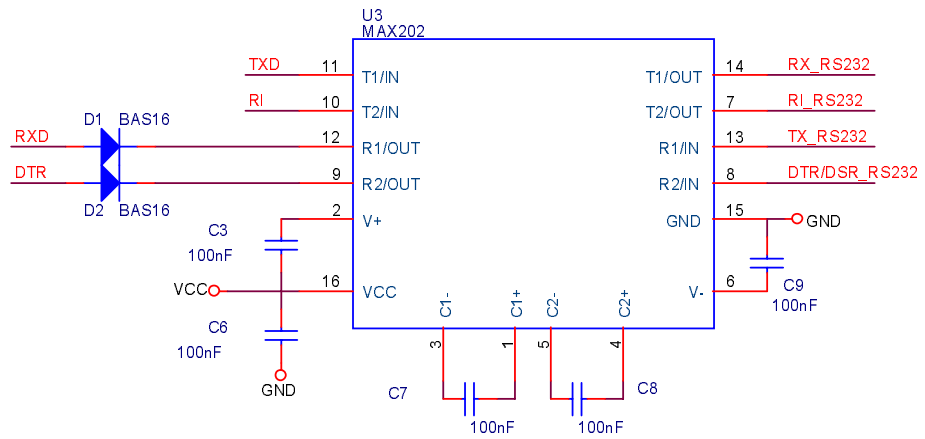 U3
MAX202
TXD 11 T1/IN T1/OUT 14 RX_RS232
RI 10 T2/IN T2/OUT 7 RI_RS232
D1 BAS16
RXD 12 R1/OUT R1/IN 13 TX_RS232
DTR 9 R2/OUT R2/IN 8 DTR/DSR_RS232
D2 BAS16
2 V+ GND 15 GND
C3
100nF
VCC 16 VCC V- 6 C9
100nF
C1- C1+ C2- C2+
C6
100nF
3 1 5 4
GND
C7 C8
100nF 100nF